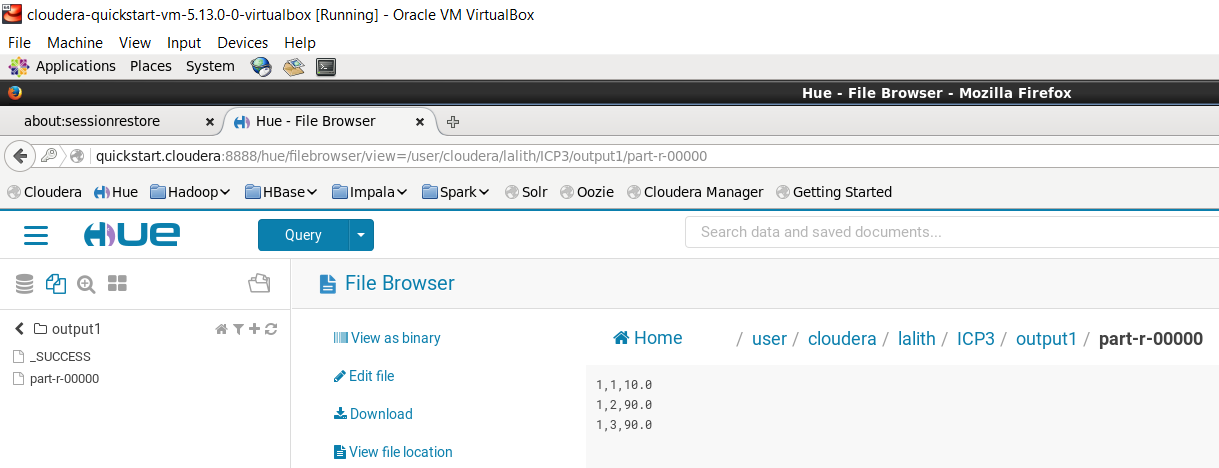 cloudera-quickstart-vm-5.13.0-0-virtualbox [Running] - Oracle VM VirtualBox
File Machine View Input Devices Help
Applications Places System
Hue - File Browser - Mozilla Firefox
about:sessionrestore × Hue - File Browser ×
quickstart.cloudera:8888/hue/filebrowser/view=/user/cloudera/lalith/ICP3/output1/part-r-00000
Cloudera Hue Hadoop HBase Impala Spark Solr Oozie Cloudera Manager Getting Started
HUE Query Search data and saved documents...
File Browser
output1
_SUCCESS
part-r-00000
View as binary
Edit file
Download
View file location
Home / user / cloudera / lalith / ICP3 / output1 / part-r-00000
1,1,10.0
1,2,90.0
1,3,90.0